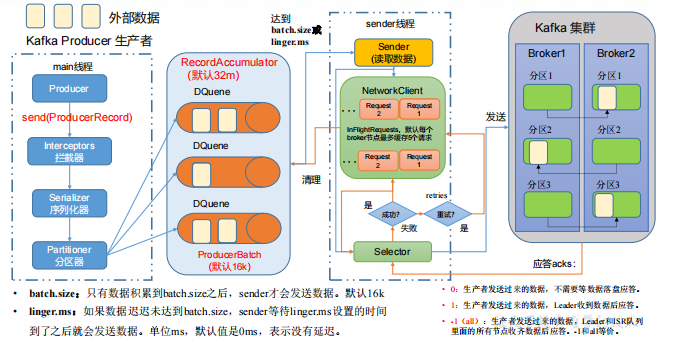 外部数据
Kafka Producer 生产者
main线程
Producer
send(ProducerRecord)
Interceptors
拦截器
Serializer
序列化器
Partitioner
分区器
RecordAccumulator
(默认32m)
DQuene
DQuene
DQuene
ProducerBatch
(默认16k)
达到
batch.size或
linger.ms
清理
sender线程
Sender
(读取数据)
NetworkClient
... Request 2
Request 1
InFlightRequests，默认每个
broker节点最多缓存5个请求
... Request 2
Request 1
是
成功?
失败
retries
重试?
是
Selector
发送
Kafka 集群
Broker1
Broker2
分区1
分区1
分区2
分区2
分区3
分区3
应答acks：
• batch.size：只有数据积累到batch.size之后，sender才会发送数据。默认16k
• linger.ms：如果数据迟迟未达到batch.size，sender等待linger.ms设置的时间
到了之后就会发送数据。单位ms，默认值是0ms，表示没有延迟。
• 0：生产者发送过来的数据，不需要等数据落盘应答。
• 1：生产者发送过来的数据，Leader收到数据后应答。
• -1（all）：生产者发送过来的数据，Leader和ISR队列
里面的所有节点收齐数据后应答。-1和all等价。